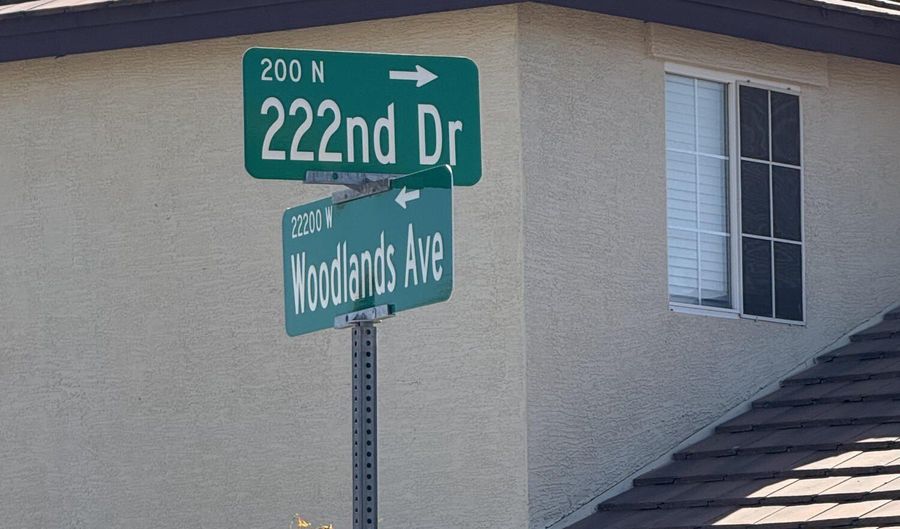 200 N →
222nd Dr
22200 W ←
Woodlands Ave